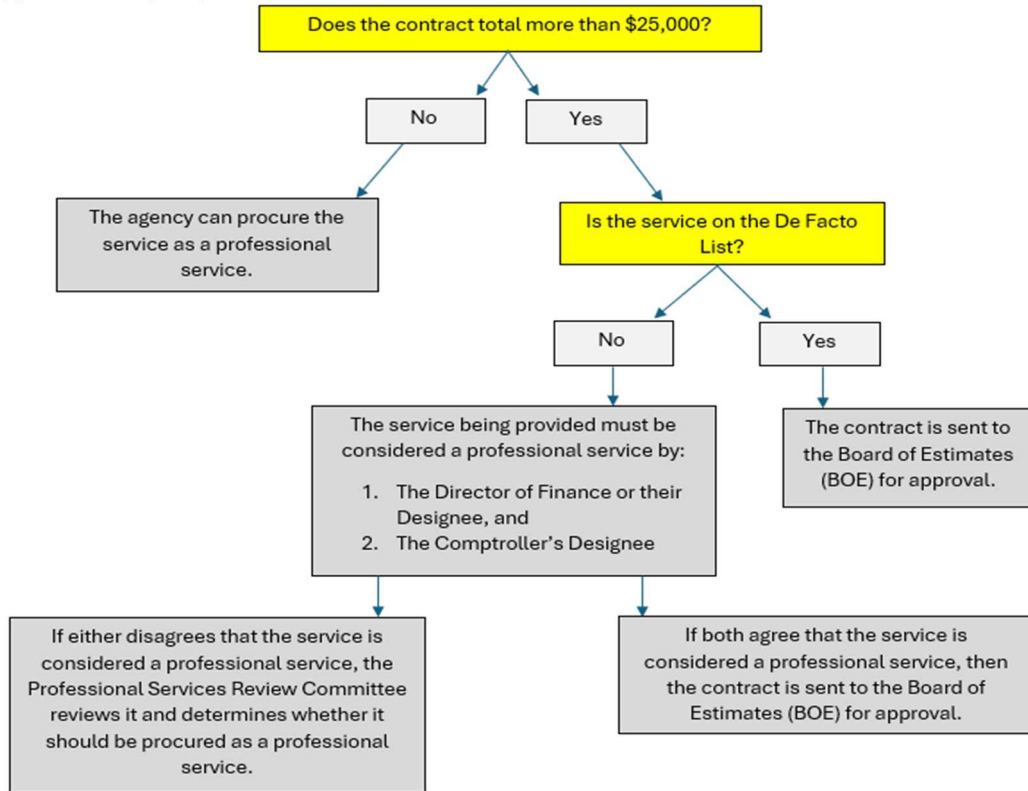 Does the contract total more than $25,000?
No
Yes
The agency can procure the
service as a professional
service.
Is the service on the De Facto
List?
No
Yes
The service being provided must be
considered a professional service by:
1. The Director of Finance or their
Designee, and
2. The Comptroller's Designee
The contract is sent to
the Board of Estimates
(BOE) for approval.
If either disagrees that the service is
considered a professional service, the
Professional Services Review Committee
reviews it and determines whether it
should be procured as a professional
service.
If both agree that the service is
considered a professional service, then
the contract is sent to the Board of
Estimates (BOE) for approval.